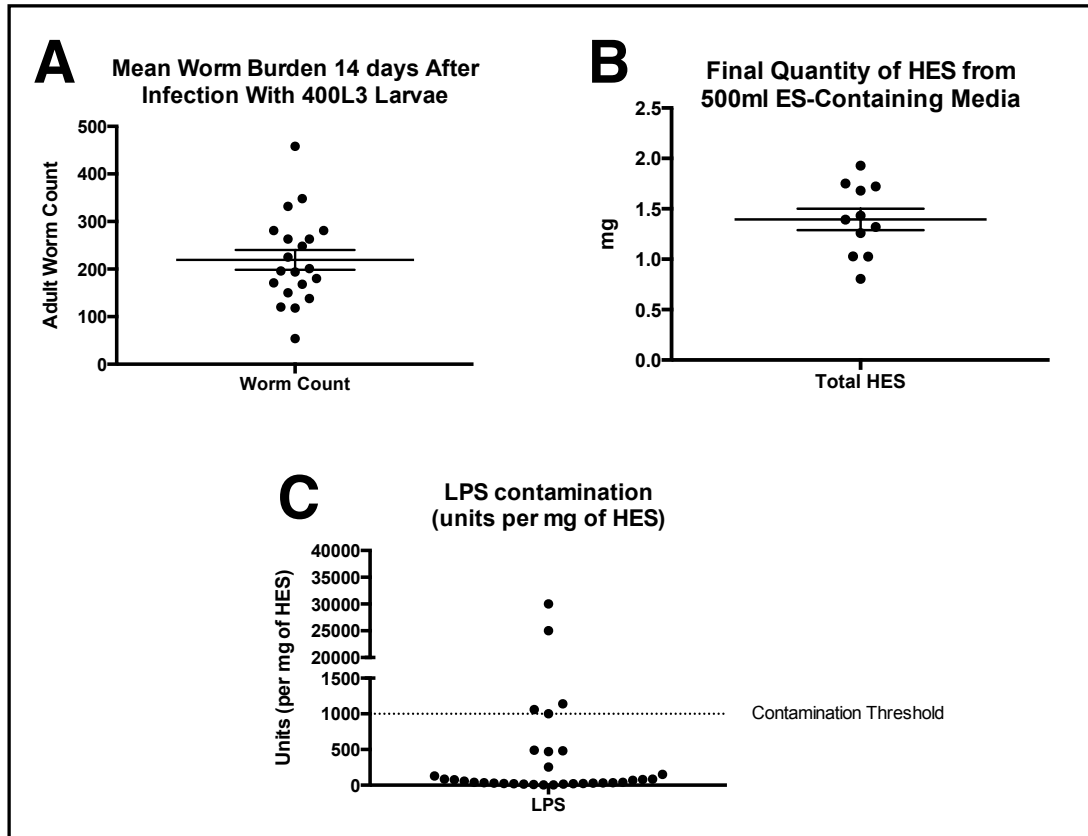 A
Mean Worm Burden 14 days After
Infection With 400L3 Larvae
500
400
300
200
100
0
Adult Worm Count
Worm Count
B
Final Quantity of HES from
500ml ES-Containing Media
2.5
2.0
1.5
1.0
0.5
0.0
mg
Total HES
C
LPS contamination
(units per mg of HES)
40000
35000
30000
25000
20000
1500
1000
500
0
Units (per mg of HES)
Contamination Threshold
LPS